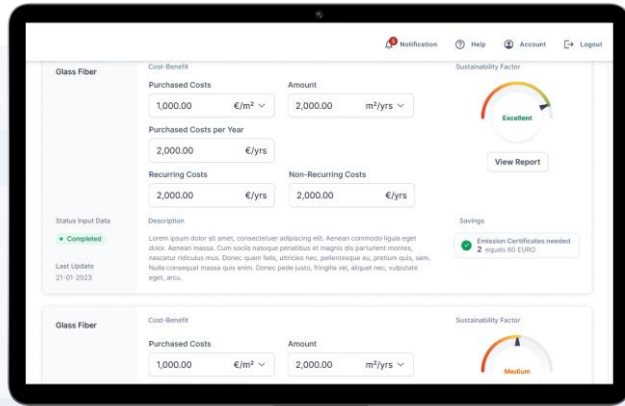 Notification Help Account Logout
Glass Fiber
Cost-Benefit
Sustainability Factor
Purchased Costs Amount
1,000.00 €/m² 2,000.00 m²/yrs
Excellent
Purchased Costs per Year
2,000.00 €/yrs
View Report
Recurring Costs Non-Recurring Costs
2,000.00 €/yrs 2,000.00 €/yrs
Status Input Data
Completed
Last Update
21-01-2023
Description
Lorem ipsum dolor sit amet, consectetuer adipiscing elit. Aenean commodo ligula eget
dolor. Aenean massa. Cum sociis natoque penatibus et magnis dis parturient montes,
nascetur ridiculus mus. Donec quam felis, ultricies nec, pellentesque eu, pretium quis, sem.
Nulla consequat massa quis enim. Donec pede justo, fringilla vel, aliquet nec, vulputate
eget, arcu.
Savings
Emission Certificates needed
2 equals 60 EURO
Glass Fiber
Cost-Benefit
Sustainability Factor
Purchased Costs Amount
1,000.00 €/m² 2,000.00 m²/yrs
Medium